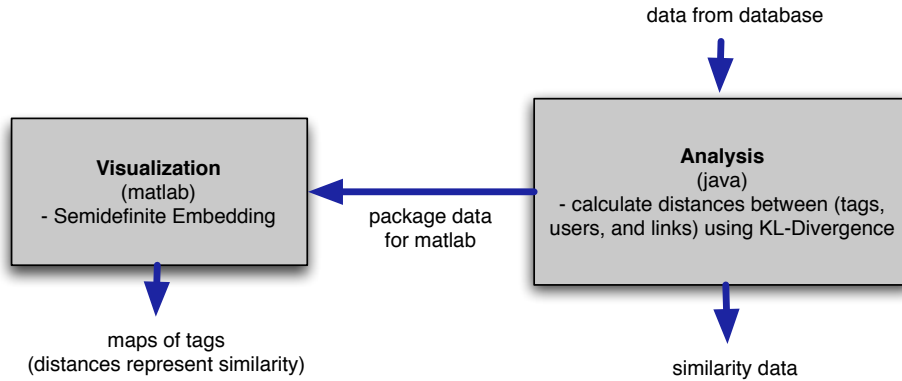 data from database
Analysis
(java)
- calculate distances between (tags,
users, and links) using KL-Divergence
Visualization
(matlab)
- Semidefinite Embedding
package data
for matlab
maps of tags
(distances represent similarity)
similarity data